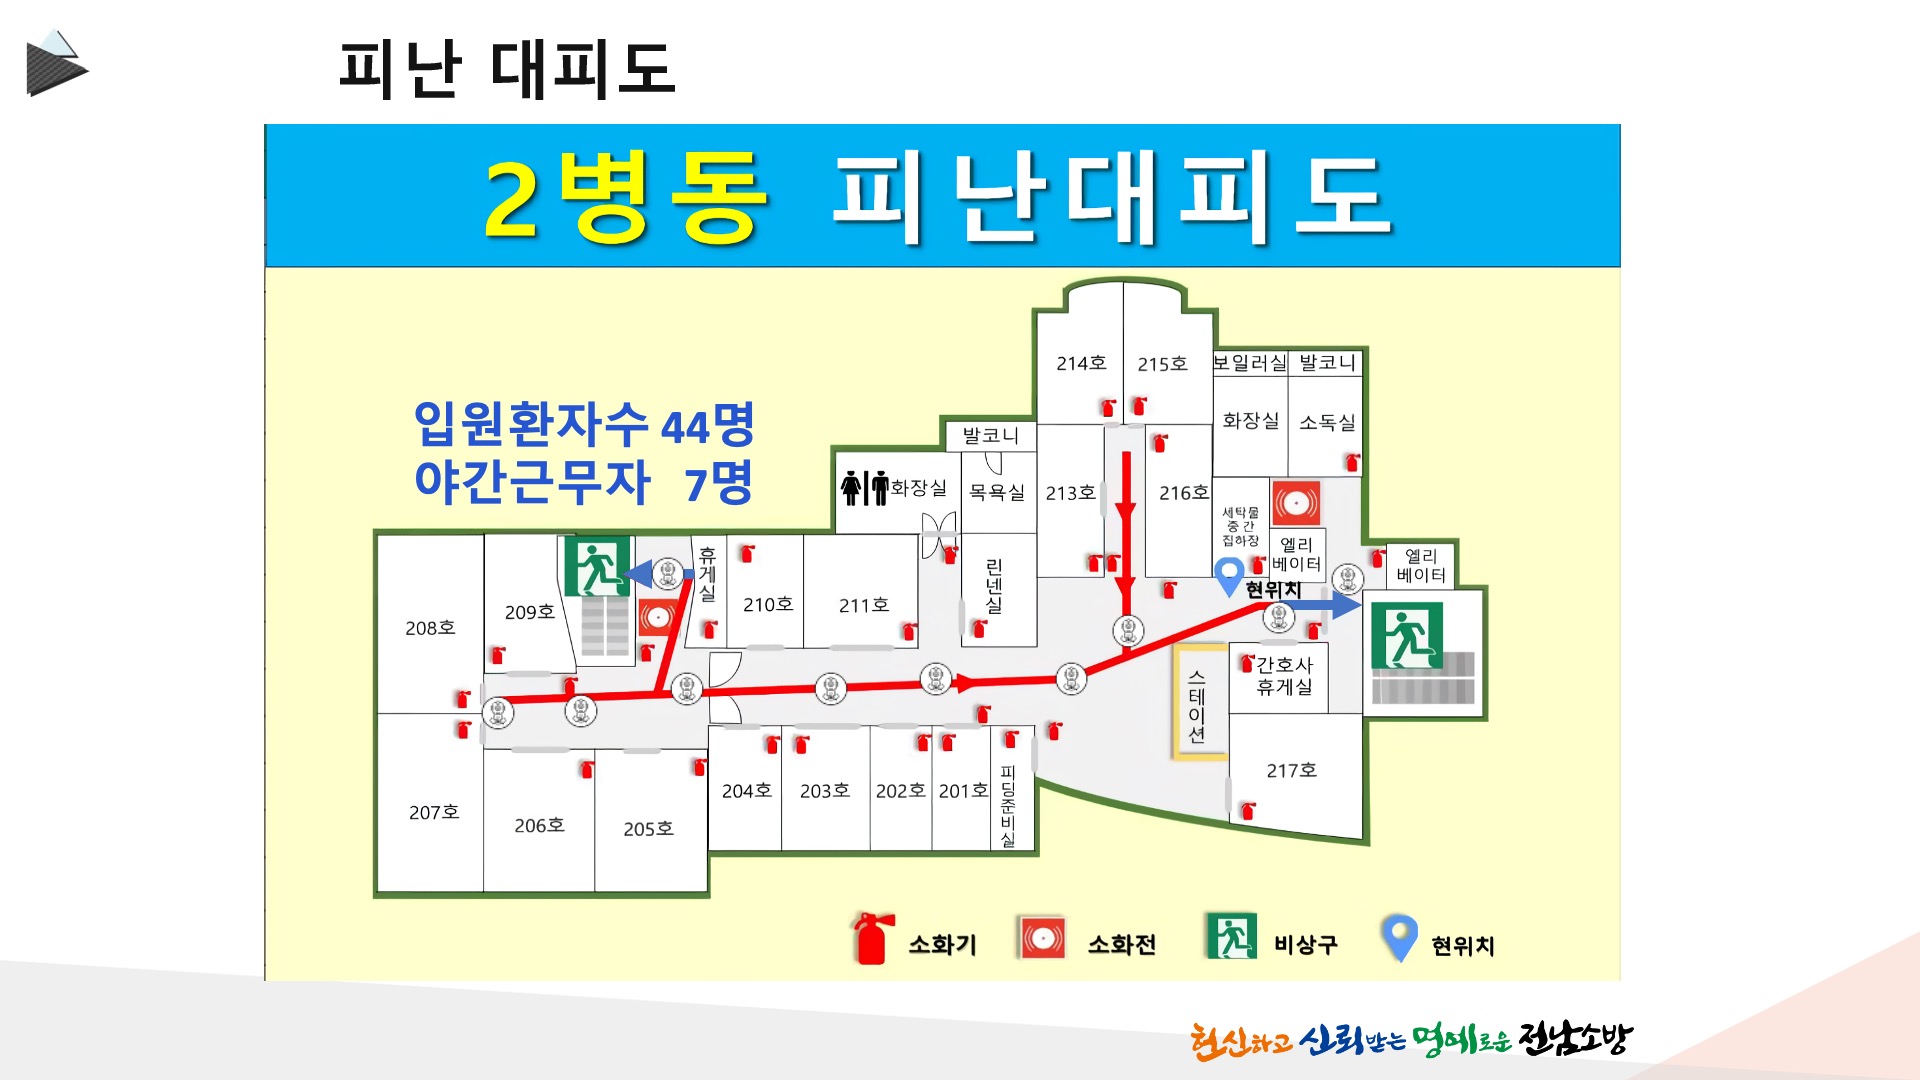 피난 대피도
2병동 피난대피도
입원환자수 44명
야간근무자 7명
214호
215호
보일러실
발코니
화장실
소독실
발코니
화장실
목욕실
213호
216호
세탁물
중 간
집하장
엘리
베이터
엘리
베이터
현위치
휴게실
린넨실
208호
209호
210호
211호
간호사
휴게실
스테이션
217호
207호
206호
205호
204호
203호
202호
201호
피딩준비실
소화기
소화전
비상구
현위치
헌신하고 신뢰받는 명예로운 전남소방